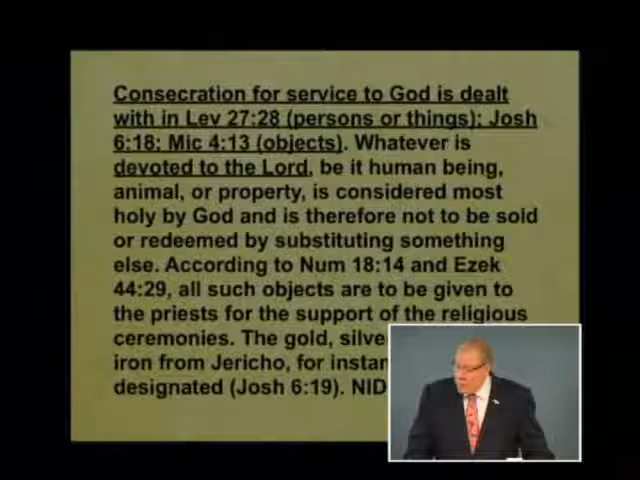 Consecration for service to God is dealt
with in Lev 27:28 (persons or things); Josh
6:18; Mic 4:13 (objects). Whatever is
devoted to the Lord, be it human being,
animal, or property, is considered most
holy by God and is therefore not to be sold
or redeemed by substituting something
else. According to Num 18:14 and Ezek
44:29, all such objects are to be given to
the priests for the support of the religious
ceremonies. The gold, silve
iron from Jericho, for instan
designated (Josh 6:19). NID